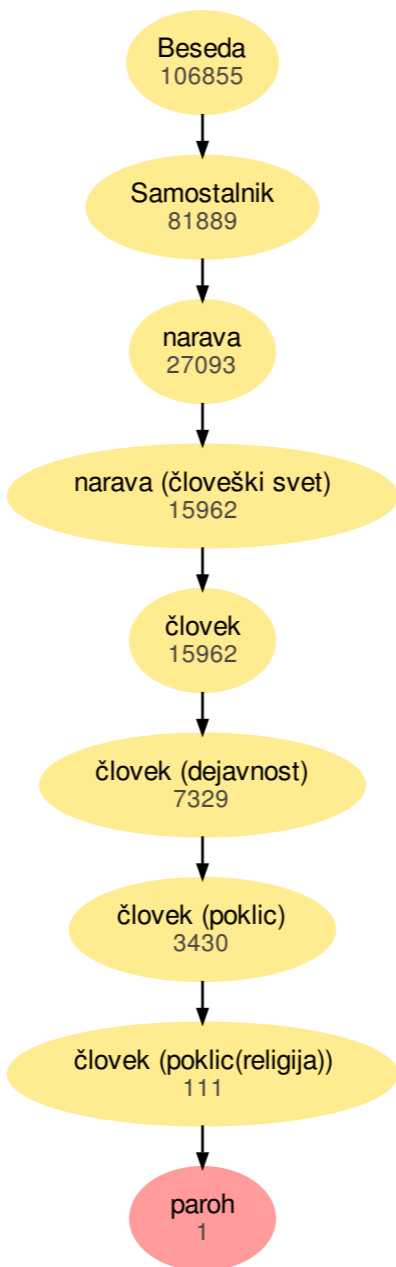 Beseda
106855
Samostalnik
81889
narava
27093
narava (človeški svet)
15962
človek
15962
človek (dejavnost)
7329
človek (poklic)
3430
človek (poklic(religija))
111
paroh
1